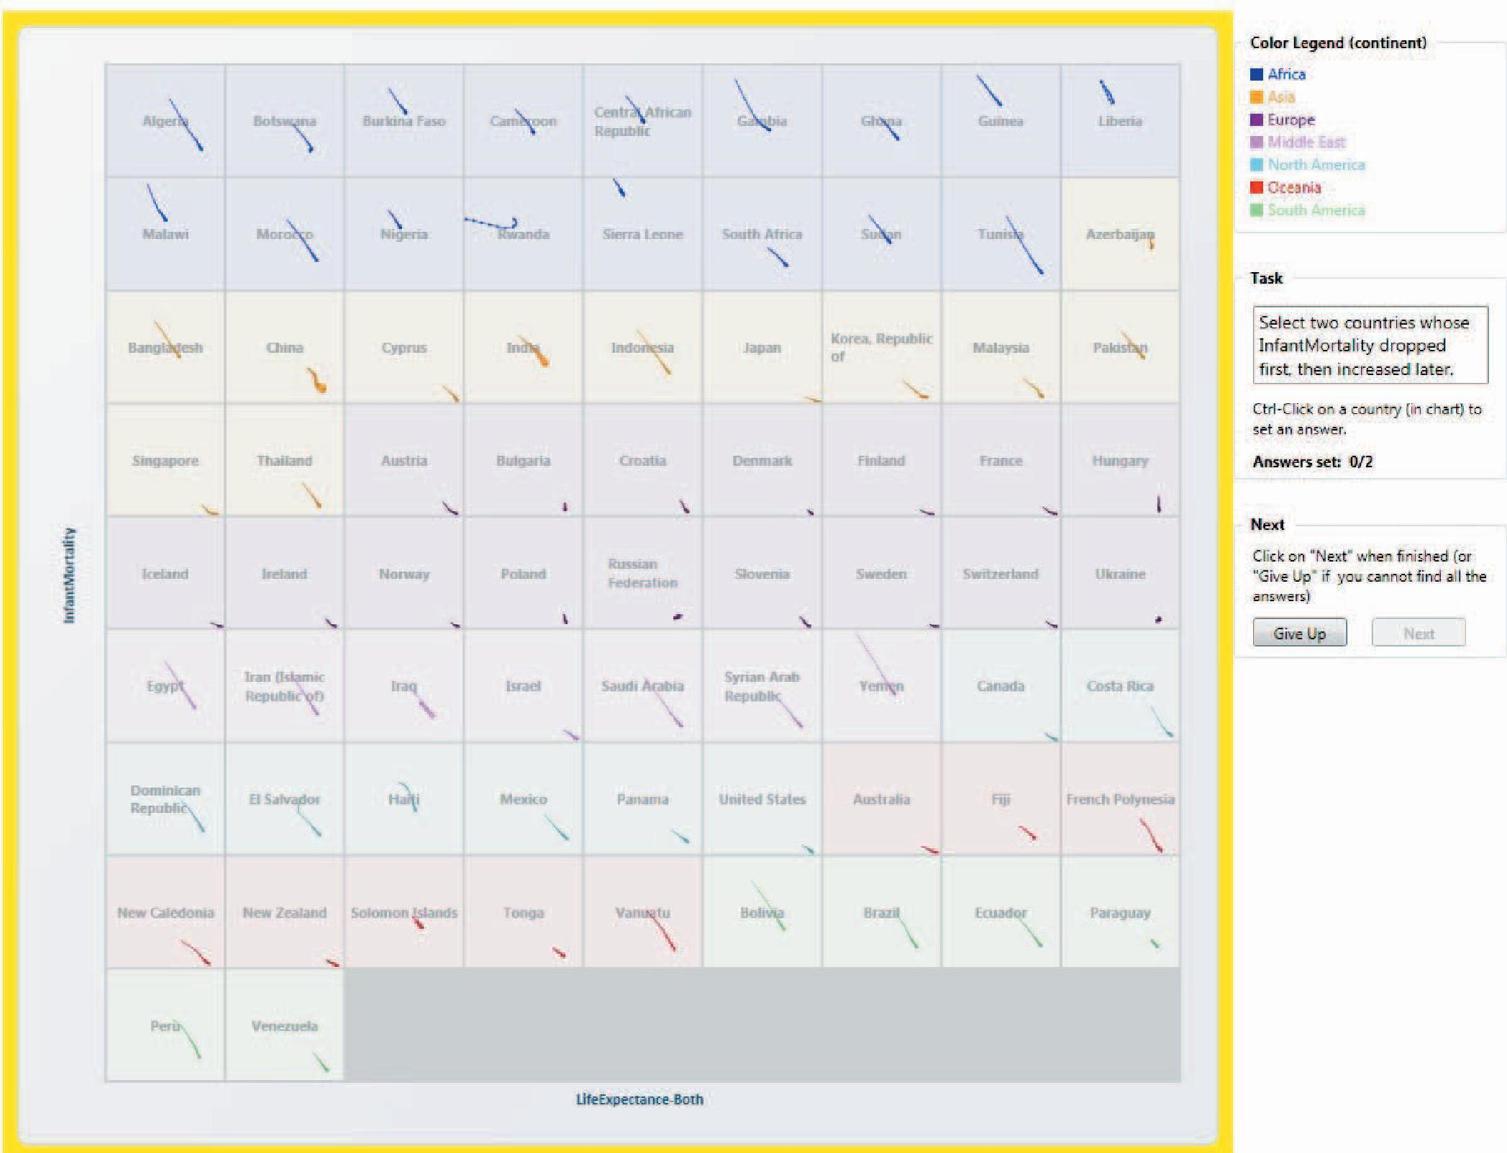 Algeria
Botswana
Burkina Faso
Cameroon
Central African
Republic
Gambia
Ghana
Guinea
Liberia
Malawi
Morocco
Nigeria
Rwanda
Sierra Leone
South Africa
Sudan
Tunisia
Azerbaijan
Bangladesh
China
Cyprus
India
Indonesia
Japan
Korea, Republic
of
Malaysia
Pakistan
Singapore
Thailand
Austria
Bulgaria
Croatia
Denmark
Finland
France
Hungary
Iceland
Ireland
Norway
Poland
Russian
Federation
Slovenia
Sweden
Switzerland
Ukraine
Egypt
Iran (Islamic
Republic of)
Iraq
Israel
Saudi Arabia
Syrian Arab
Republic
Yemen
Canada
Costa Rica
Dominican
Republic
El Salvador
Haiti
Mexico
Panama
United States
Australia
Fiji
French Polynesia
New Caledonia
New Zealand
Solomon Islands
Tonga
Vanuatu
Bolivia
Brazil
Ecuador
Paraguay
Peru
Venezuela
InfantMortality
LifeExpectance-Both
Color Legend (continent)
Africa
Asia
Europe
Middle East
North America
Oceania
South America
Task
Select two countries whose
InfantMortality dropped
first, then increased later.
Ctrl-Click on a country (in chart) to
set an answer.
Answers set: 0/2
Next
Click on "Next" when finished (or
"Give Up" if you cannot find all the
answers)
Give Up
Next